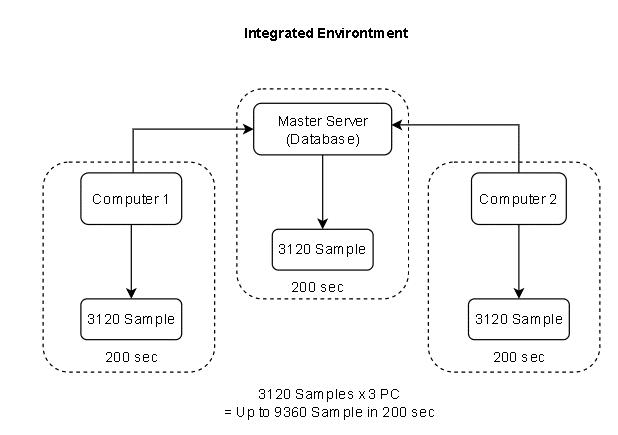 Integrated Environtment
Master Server
(Database)
Computer 1
Computer 2
3120 Sample
200 sec
3120 Sample
200 sec
3120 Sample
200 sec
3120 Samples x 3 PC
= Up to 9360 Sample in 200 sec